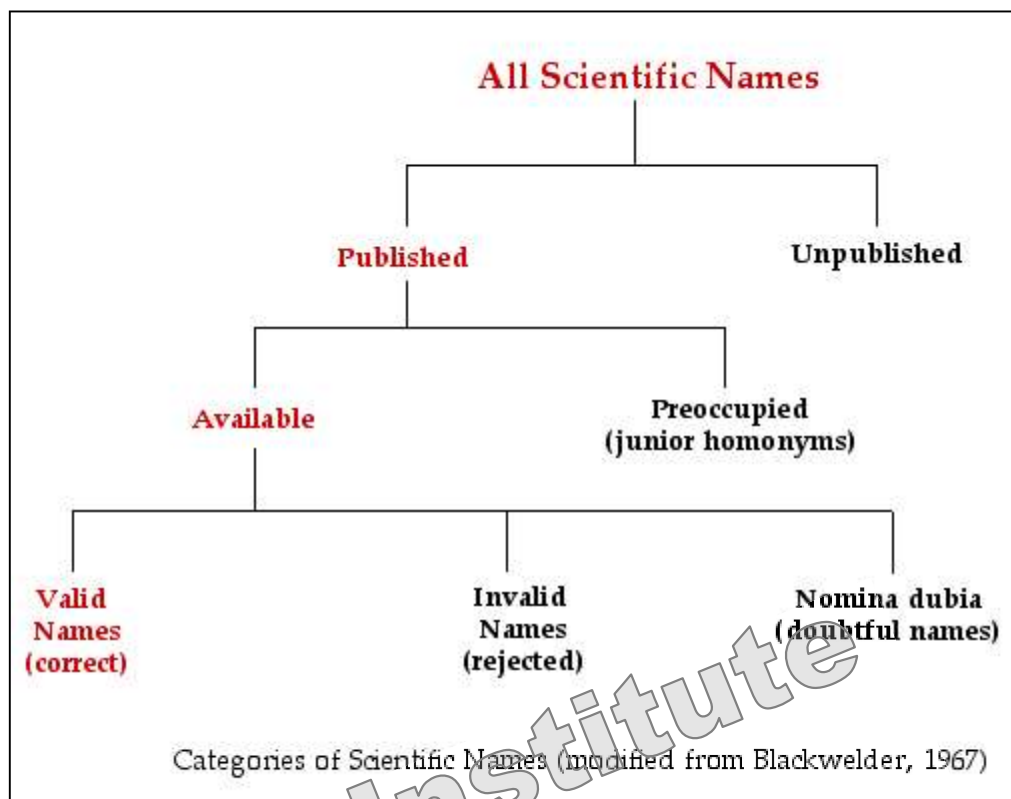 All Scientific Names
Published
Unpublished
Available
Preoccupied
(junior homonyms)
Valid
Names
(correct)
Invalid
Names
(rejected)
Nomina dubia
(doubtful names)
Institute
Categories of Scientific Names (modified from Blackwelder, 1967)